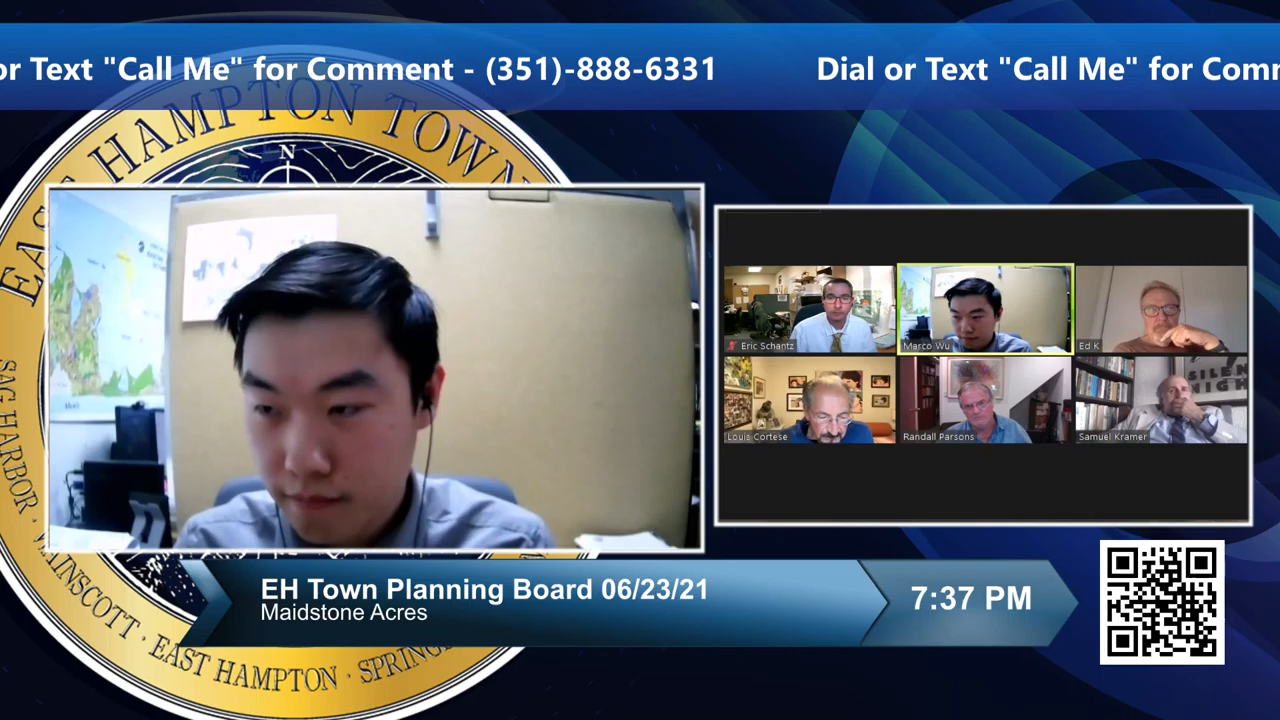 or Text "Call Me" for Comment - (351)-888-6331
Dial or Text "Call Me" for Comm
EAST HAMPTON TOWN
N
SAG HARBOR · WAINSCOTT · EAST HAMPTON · SPRING
Eric Schantz
Marco Wu
Ed K
Louis Cortese
Randall Parsons
Samuel Kramer
SILEN
NIGH
EH Town Planning Board 06/23/21
Maidstone Acres
7:37 PM